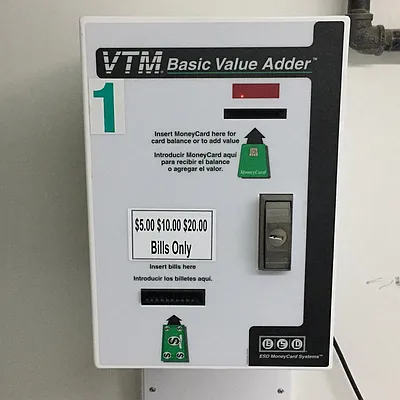 VTM® Basic Value Adder™
1
Insert MoneyCard here for
card balance or to add value
Introducir MoneyCard aquí
para recibir el balance
o agregar el valor.
MoneyCard
$5.00 $10.00 $20.00
Bills Only
Insert bills here
Introducir los billetes aquí.
$
$
ESD
ESD MoneyCard Systems™